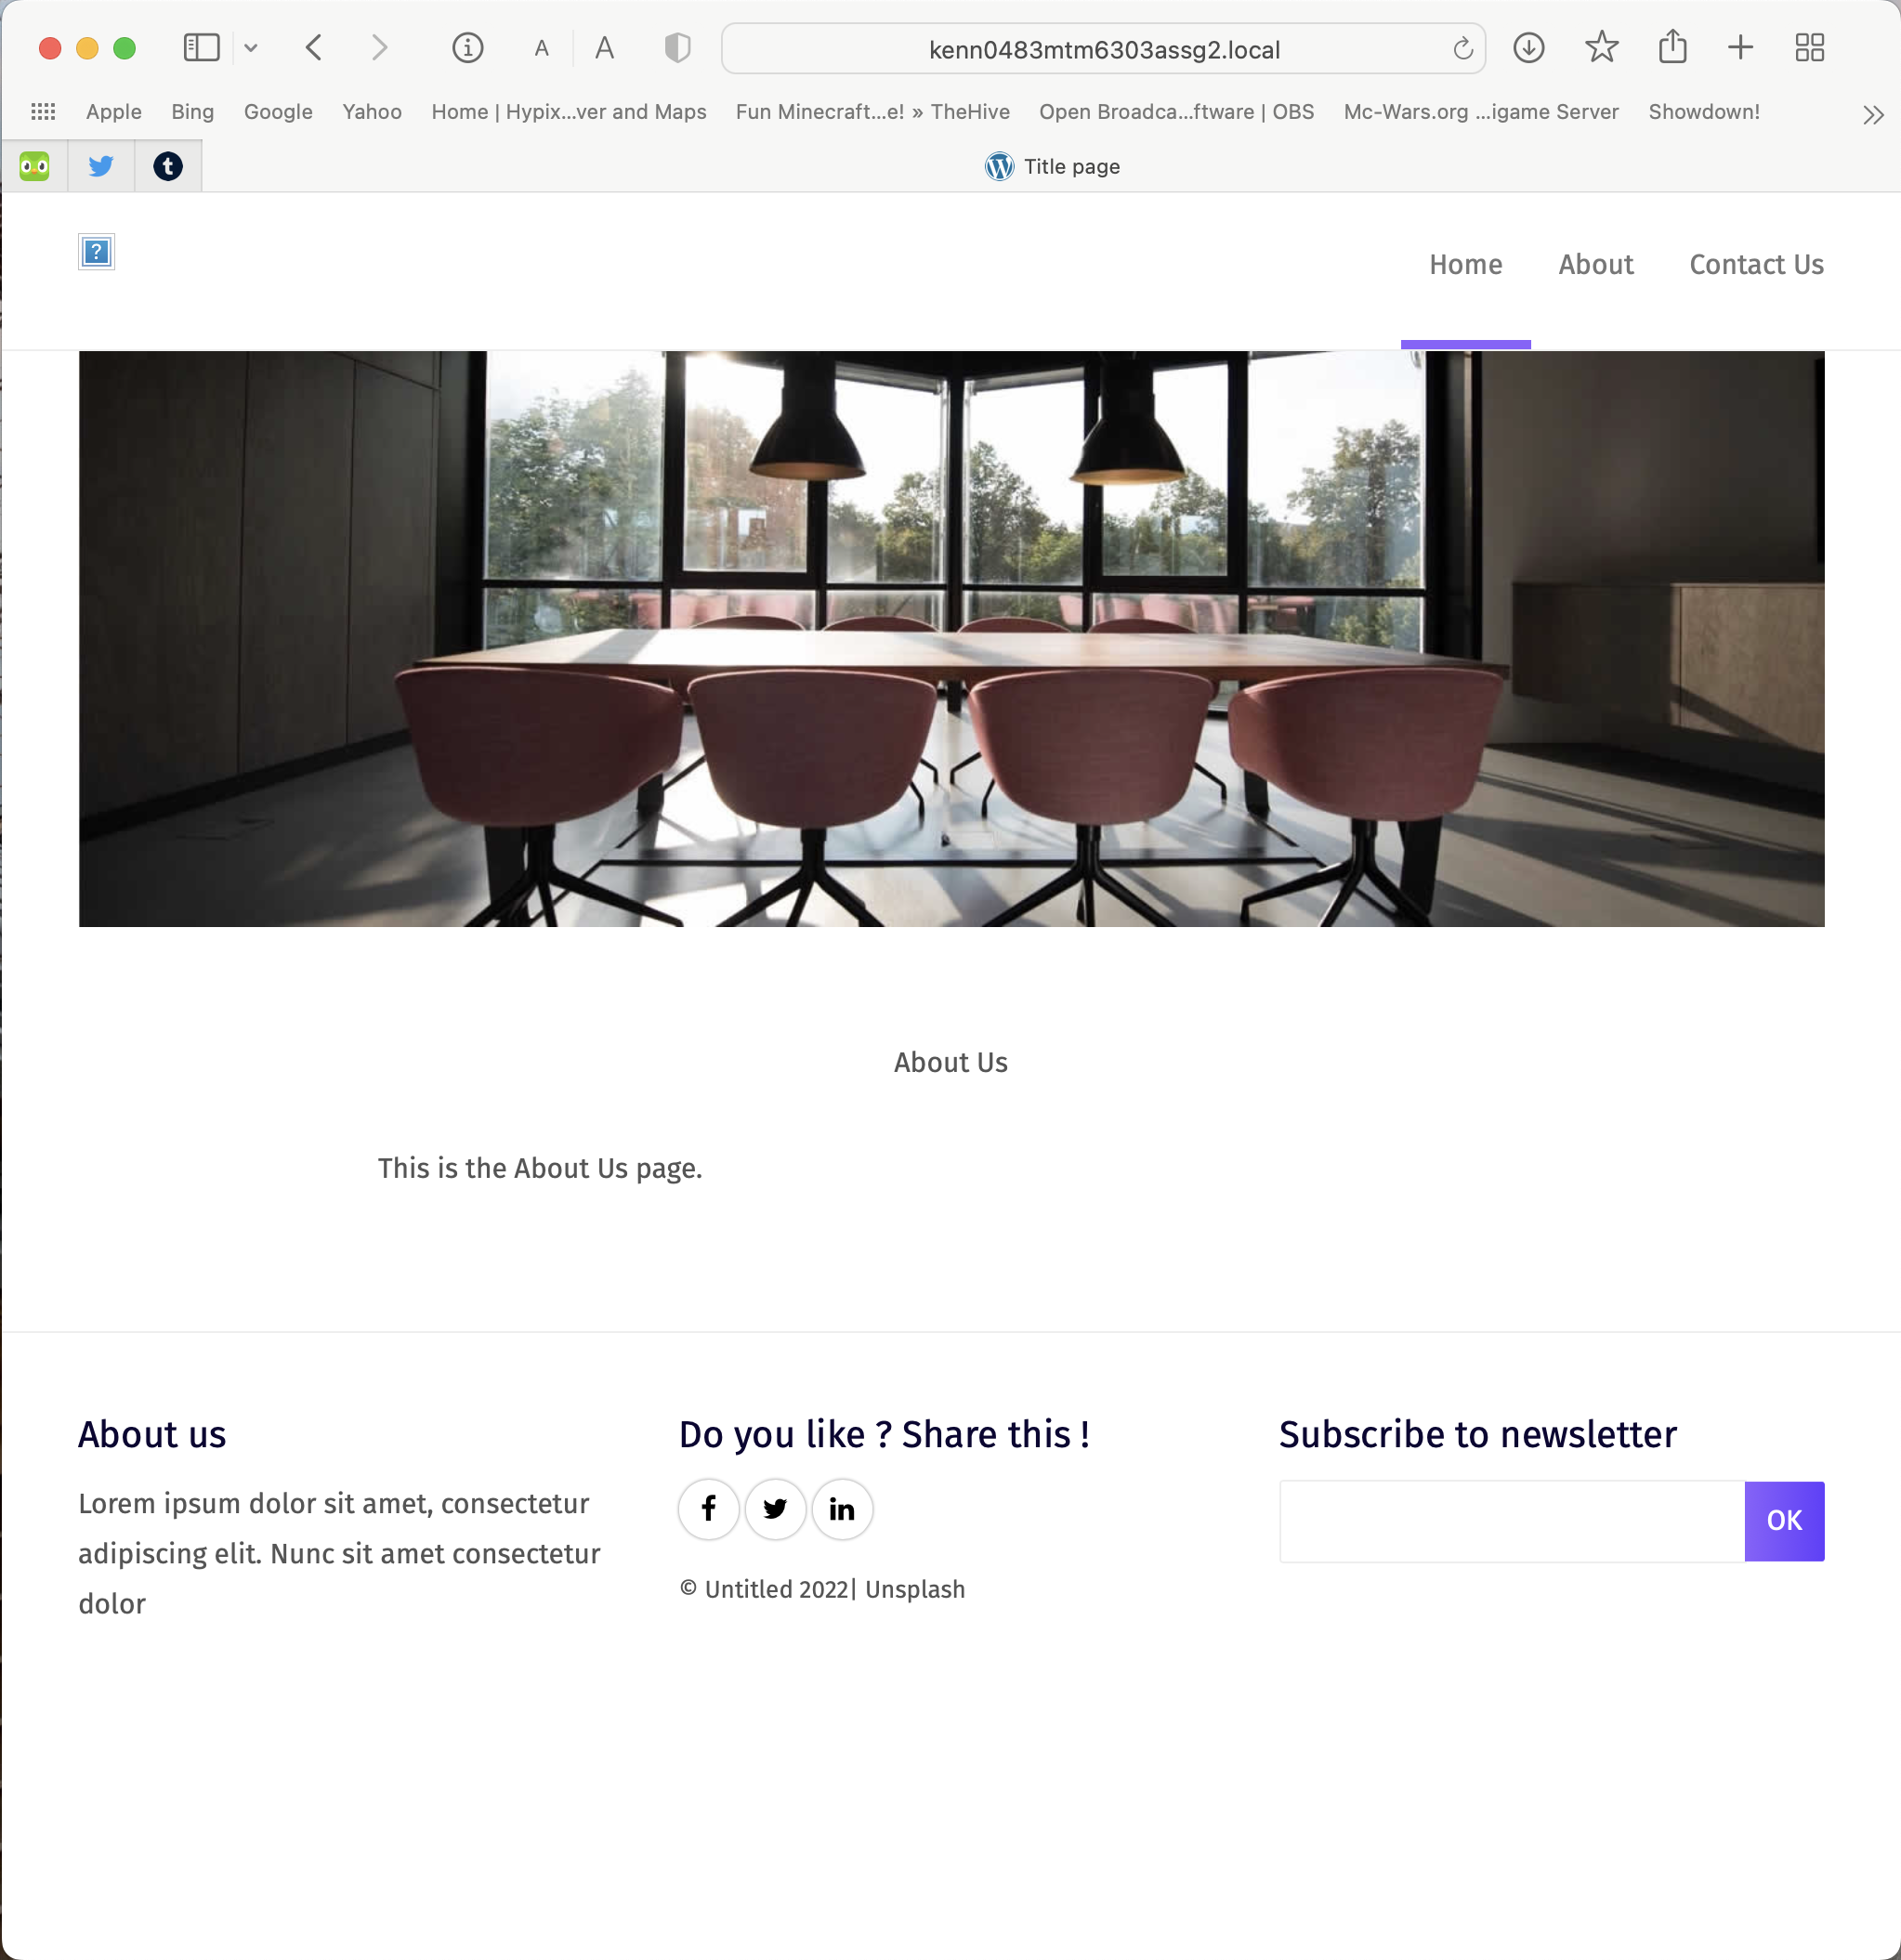 A A kenn0483mtm6303assg2.local
Apple Bing Google Yahoo Home | Hypix...ver and Maps Fun Minecraft...e! » TheHive Open Broadca...ftware | OBS Mc-Wars.org ...igame Server Showdown!
Title page
Home About Contact Us
About Us
This is the About Us page.
About us
Lorem ipsum dolor sit amet, consectetur
adipiscing elit. Nunc sit amet consectetur
dolor
Do you like ? Share this !
© Untitled 2022| Unsplash
Subscribe to newsletter
OK